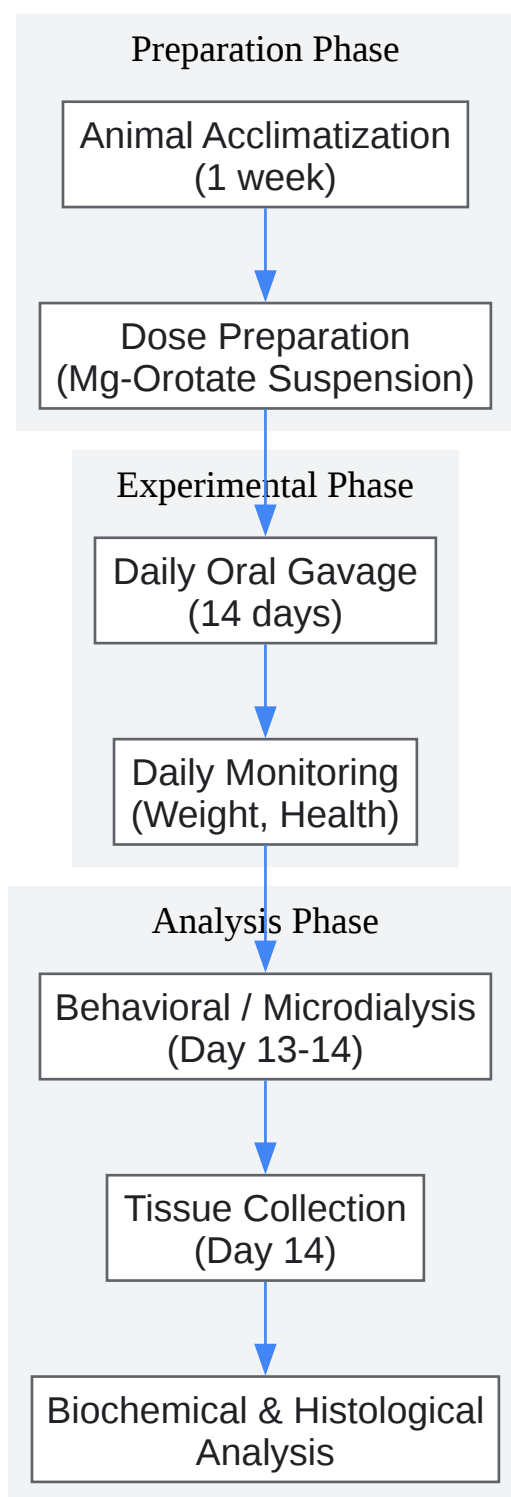 Preparation Phase
Animal Acclimatization
(1 week)
Dose Preparation
(Mg-Orotate Suspension)
Experimental Phase
Daily Oral Gavage
(14 days)
Daily Monitoring
(Weight, Health)
Analysis Phase
Behavioral / Microdialysis
(Day 13-14)
Tissue Collection
(Day 14)
Biochemical & Histological
Analysis